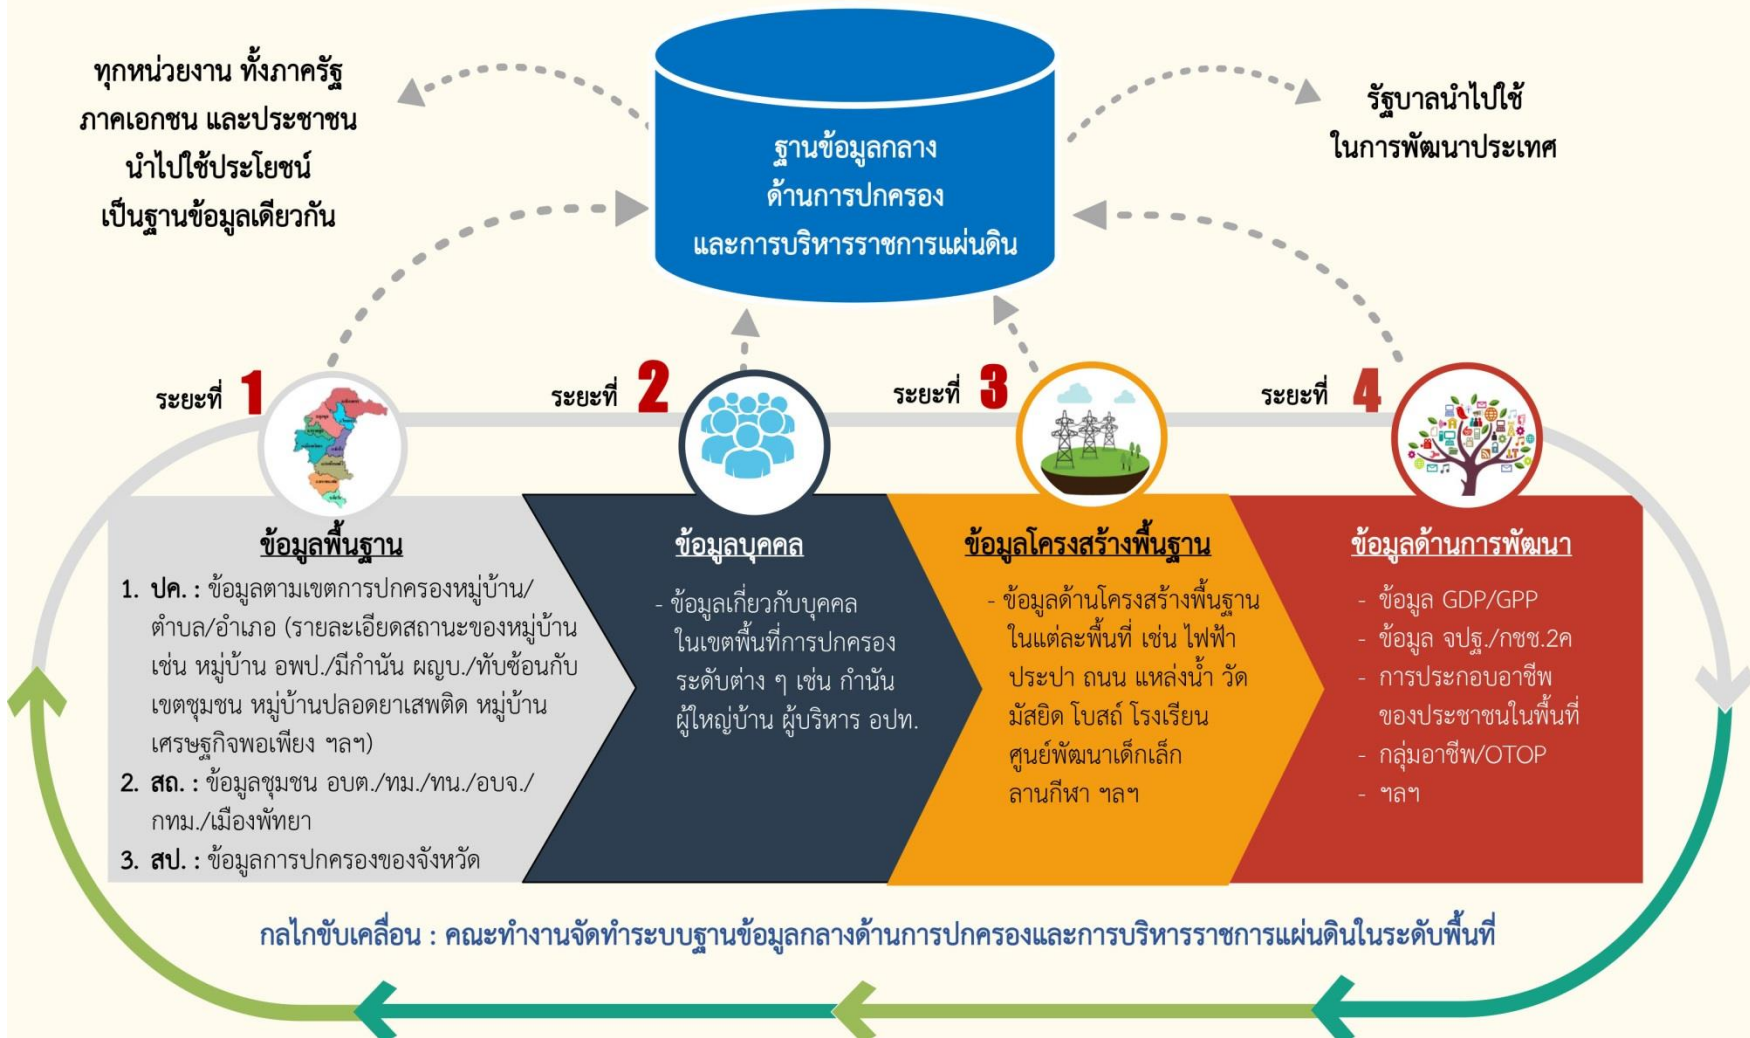 ทุกหน่วยงาน ทั้งภาครัฐ
ภาคเอกชน และประชาชน
นำไปใช้ประโยชน์
เป็นฐานข้อมูลเดียวกัน
ฐานข้อมูลกลาง
ด้านการปกครอง
และการบริหารราชการแผ่นดิน
รัฐบาลนำไปใช้
ในการพัฒนาประเทศ
ระยะที่ 1
ระยะที่ 2
ระยะที่ 3
ระยะที่ 4
ข้อมูลพื้นฐาน
1. ปค. : ข้อมูลตามเขตการปกครองหมู่บ้าน/
ตำบล/อำเภอ (รายละเอียดสถานะของหมู่บ้าน
เช่น หมู่บ้าน อพป./มีกำนัน ผญบ./ทับซ้อนกับ
เขตชุมชน หมู่บ้านปลอดยาเสพติด หมู่บ้าน
เศรษฐกิจพอเพียง ฯลฯ)
2. สถ. : ข้อมูลชุมชน อบต./ทม./ทน./อบจ./
กทม./เมืองพัทยา
3. สป. : ข้อมูลการปกครองของจังหวัด
ข้อมูลบุคคล
- ข้อมูลเกี่ยวกับบุคคล
ในเขตพื้นที่การปกครอง
ระดับต่าง ๆ เช่น กำนัน
ผู้ใหญ่บ้าน ผู้บริหาร อปท.
ข้อมูลโครงสร้างพื้นฐาน
- ข้อมูลด้านโครงสร้างพื้นฐาน
ในแต่ละพื้นที่ เช่น ไฟฟ้า
ประปา ถนน แหล่งน้ำ วัด
มัสยิด โบสถ์ โรงเรียน
ศูนย์พัฒนาเด็กเล็ก
ลานกีฬา ฯลฯ
ข้อมูลด้านการพัฒนา
- ข้อมูล GDP/GPP
- ข้อมูล จปฐ./กชช.2ค
- การประกอบอาชีพ
ของประชาชนในพื้นที่
- กลุ่มอาชีพ/OTOP
- ฯลฯ
กลไกขับเคลื่อน : คณะทำงานจัดทำระบบฐานข้อมูลกลางด้านการปกครองและการบริหารราชการแผ่นดินในระดับพื้นที่